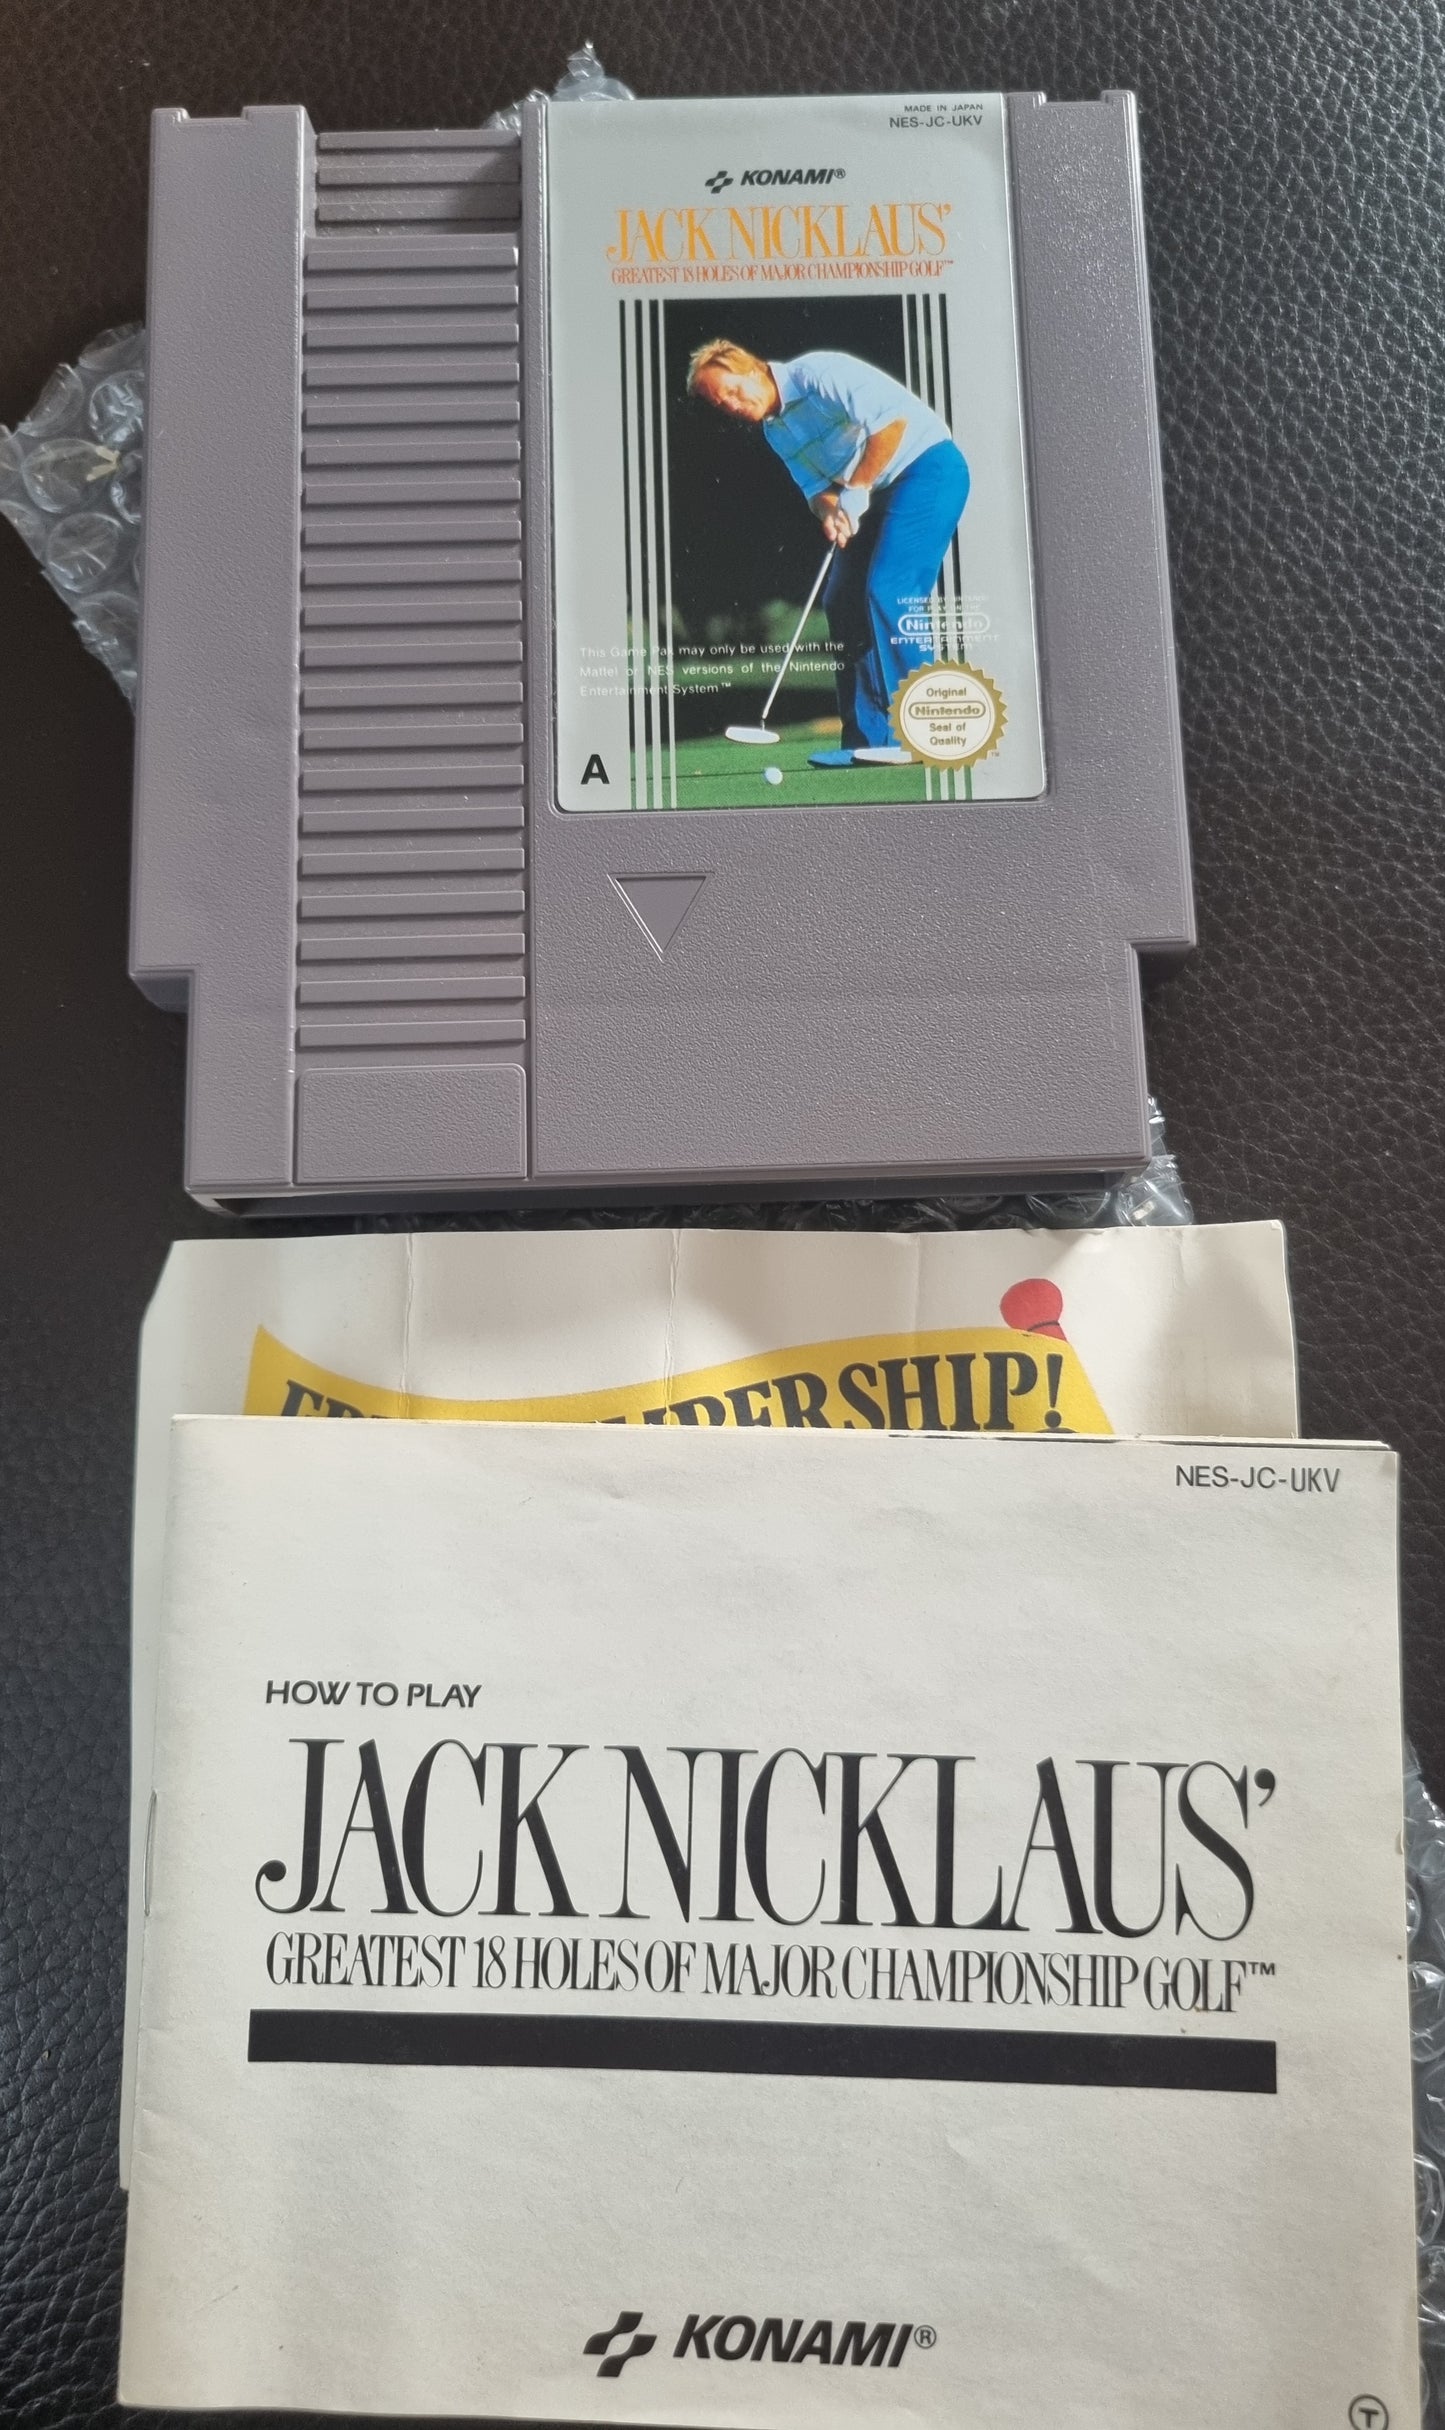 MADE IN JAPAN
NES-JC-UKV
KONAMI®
JACK NICKLAUS'
GREATEST 18 HOLES OF MAJOR CHAMPIONSHIP GOLF™
LICENSED BY NINTENDO
FOR PLAY ON THE
Nintendo
ENTERTAINMENT
SYSTEM
This Game Pak may only be used with the
Mattel or NES versions of the Nintendo
Entertainment System™
Original
Nintendo
Seal of
Quality
TM
A
MBERSHIP!
NES-JC-UKV
HOW TO PLAY
JACK NICKLAUS'
GREATEST 18 HOLES OF MAJOR CHAMPIONSHIP GOLF™
KONAMI®
T